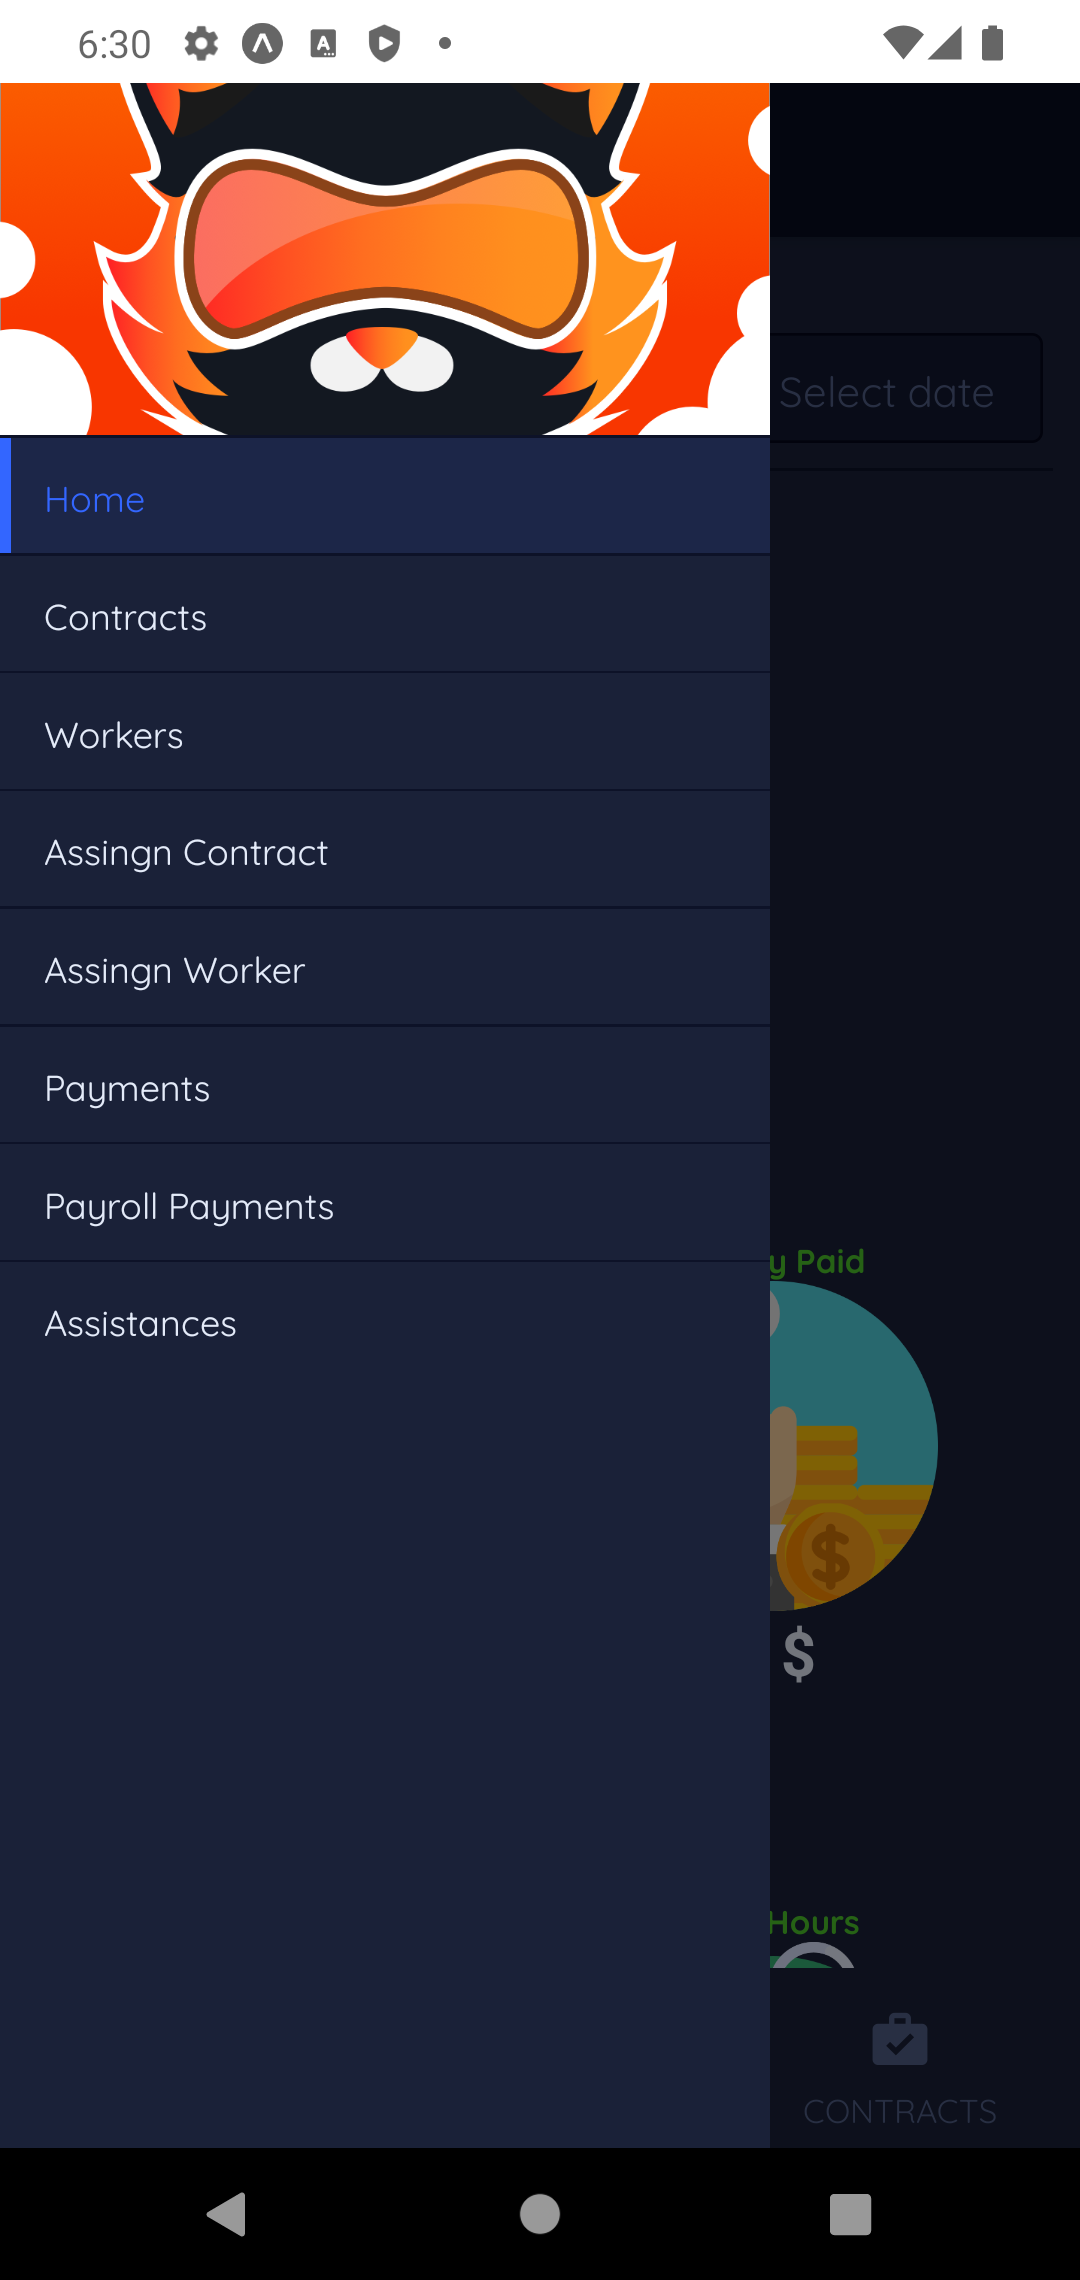 6:30
Select date
Home
Contracts
Workers
Assingn Contract
Assingn Worker
Payments
Payroll Payments
y Paid
Assistances
$
$
Hours
CONTRACTS